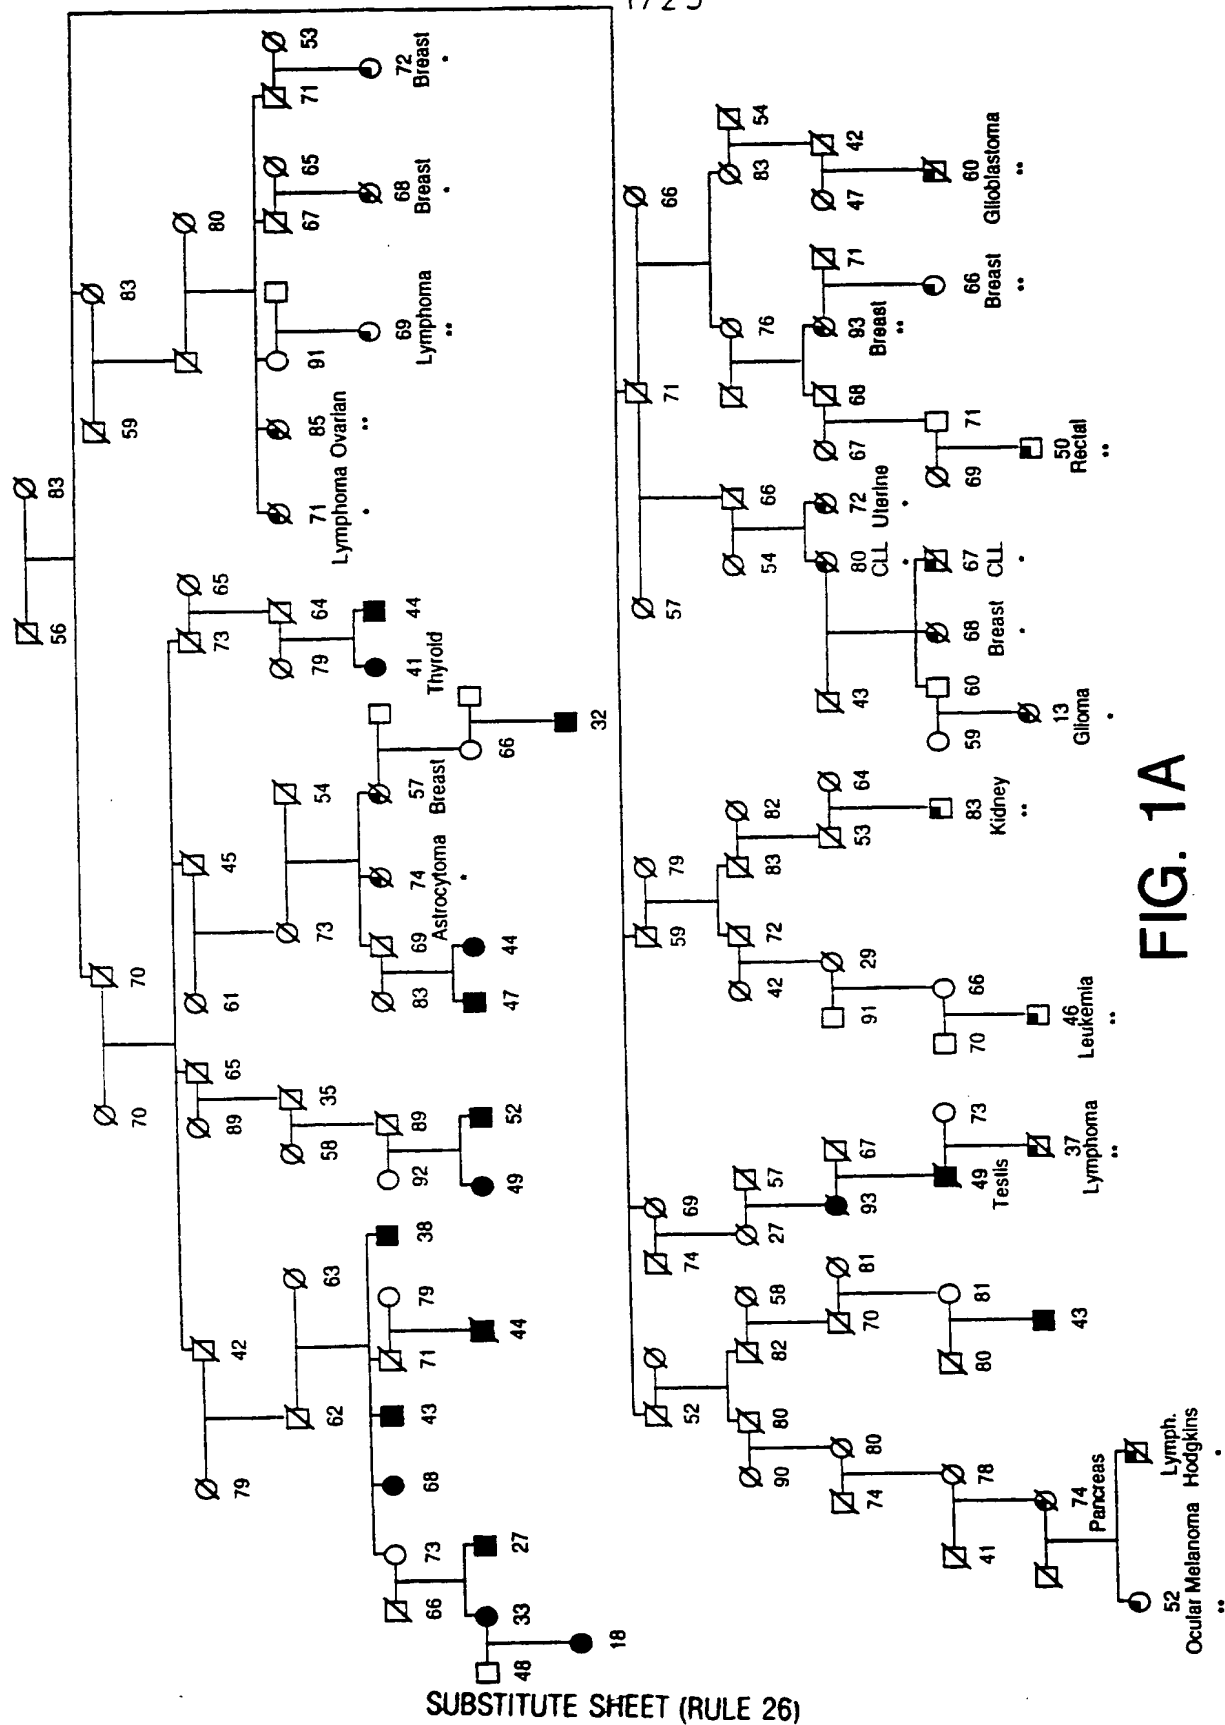 1/25
56 83
70 70 59 83
79 42 89 65 61 45 73 65 80
62 63 58 35 73 54 79 64 71 85 91 67 65 71 53
Lymphoma Ovarian
66 73 68 43 71 79 38 92 89 83 69 74 57 41 44 69 68 72
Astrocytoma Breast Thyroid Lymphoma Breast Breast
48 33 27 44 49 52 47 44 66
18 32
52 74 69 59 79 57 71 66
90 80 82 58 27 57 42 72 83 82 54 66 76 83 54
74 80 70 81 93 67 91 29 53 64 43 80 72 67 68 93 71 47 42
CLL Uterine Breast
41 78 80 81 49 73 70 66 83 59 60 68 67 69 71 66 60
Testis Kidney Breast CLL Breast Glioblastoma
74 43 37 46 13 50
Pancreas Lymphoma Leukemia Glioma Rectal
52 Lymph.
Ocular Melanoma Hodgkins
FIG. 1A
SUBSTITUTE SHEET (RULE 26)